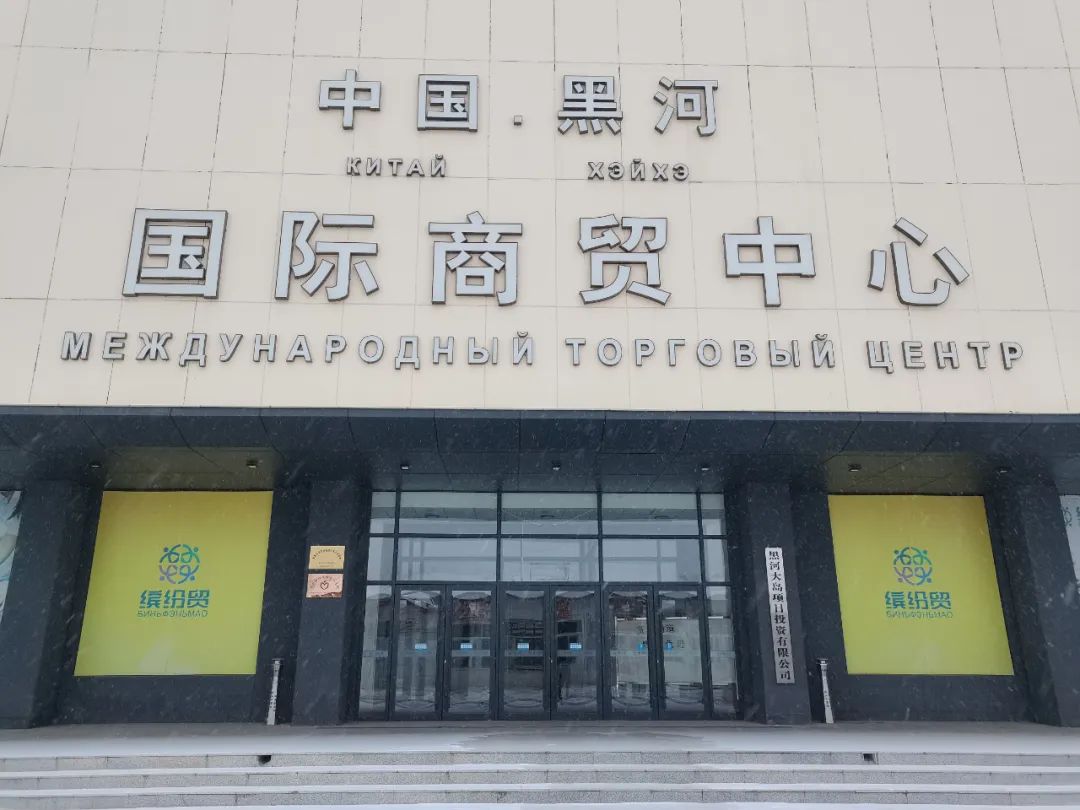 中国·黑河
КИТАЙ ХЭЙХЭ
国际商贸中心
МЕЖДУНАРОДНЫЙ ТОРГОВЫЙ ЦЕНТР
缤纷贸
БИНЬФЭНЬМАО
黑河大岛项目投资有限公司
缤纷贸
БИНЬФЭНЬМАО